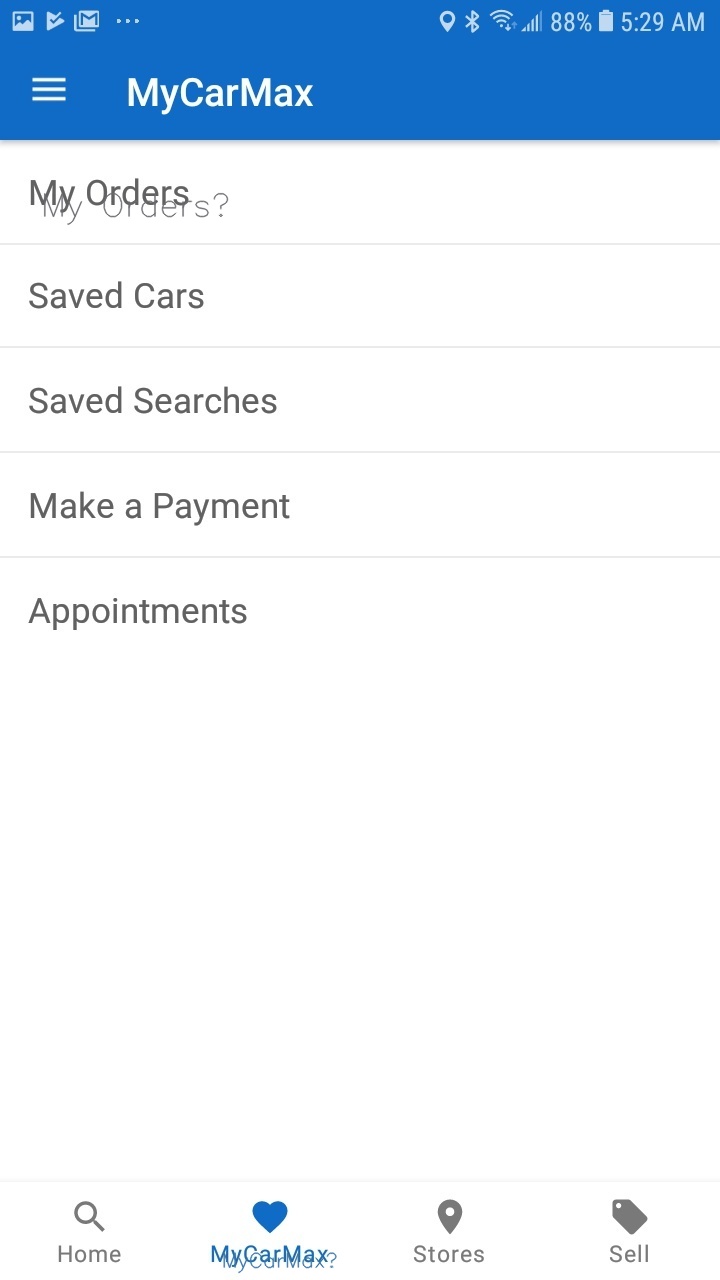 88% 5:29 AM
MyCarMax
My Orders
My Orders?
Saved Cars
Saved Searches
Make a Payment
Appointments
Home MyCarMax Stores Sell
MyCarMax?